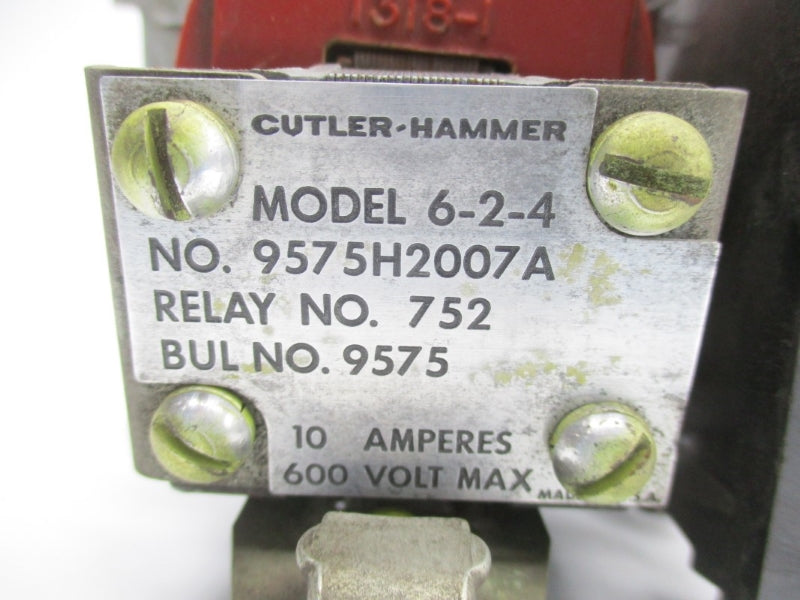 1318-1
CUTLER-HAMMER
MODEL 6-2-4
NO. 9575H2007A
RELAY NO. 752
BUL NO. 9575
10 AMPERES
600 VOLT MAX